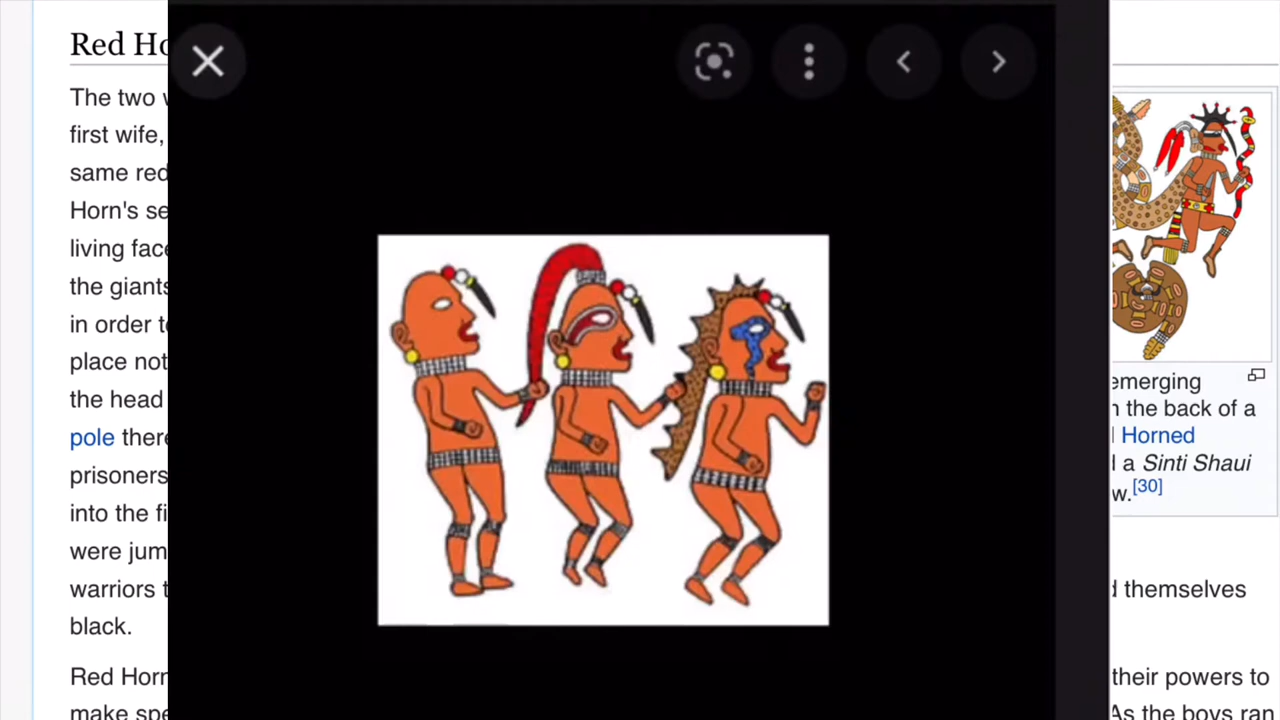 Red Ho
The two
first wife,
same red
Horn's se
living face
the giants
in order t
place not
the head
pole there
prisoners
into the fi
were jum
warriors t
black.
Red Horn
make spe
emerging
the back of a
Horned
a Sinti Shaui
w.[30]
themselves
their powers to
As the boys ran